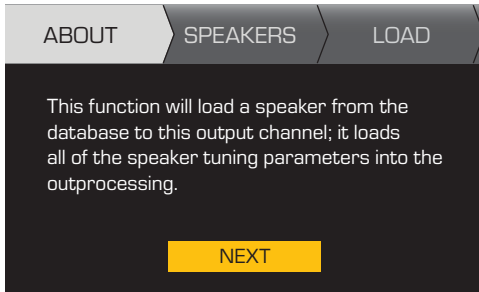 ABOUT SPEAKERS LOAD
This function will load a speaker from the
database to this output channel; it loads
all of the speaker tuning parameters into the
outprocessing.
NEXT